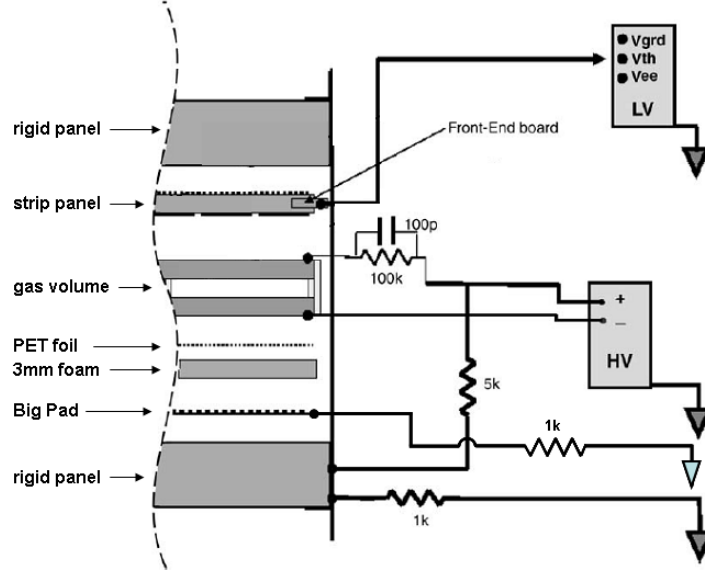 Vgrd
Vth
Vee
LV
rigid panel
Front-End board
strip panel
100p
100k
gas volume
+
–
HV
PET foil
3mm foam
5k
Big Pad
1k
rigid panel
1k